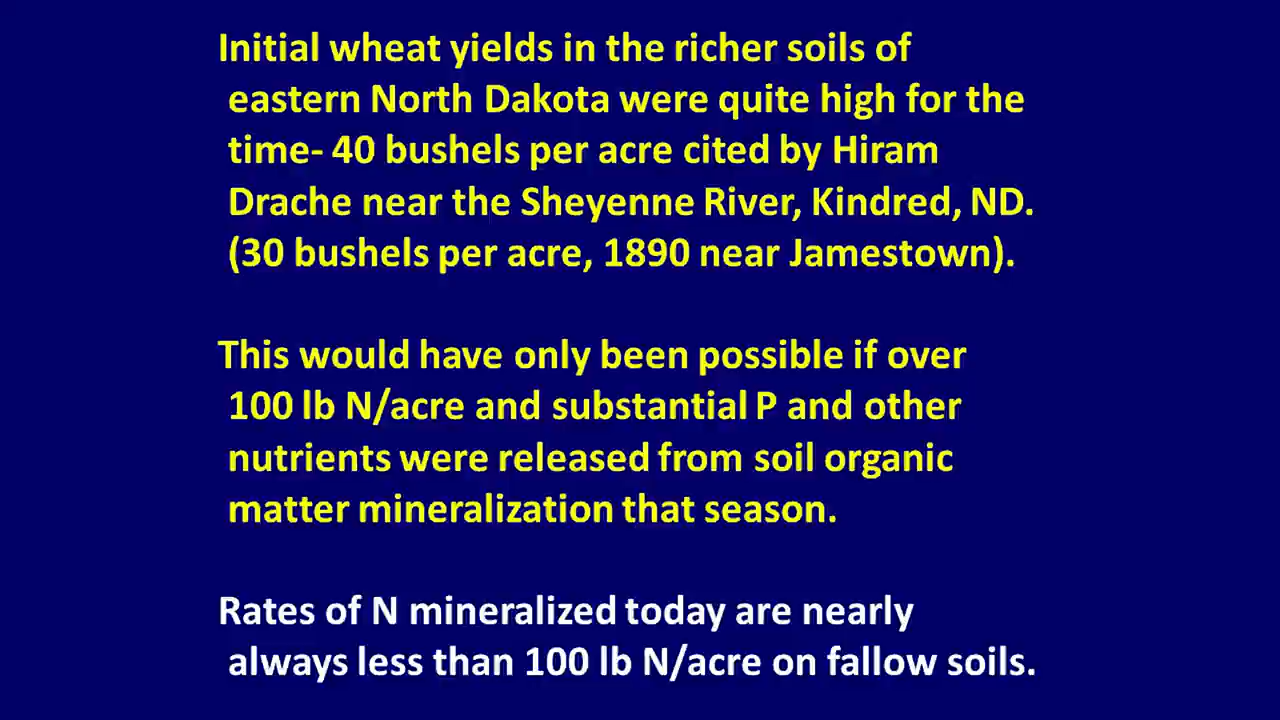 Initial wheat yields in the richer soils of
eastern North Dakota were quite high for the
time- 40 bushels per acre cited by Hiram
Drache near the Sheyenne River, Kindred, ND.
(30 bushels per acre, 1890 near Jamestown).
This would have only been possible if over
100 lb N/acre and substantial P and other
nutrients were released from soil organic
matter mineralization that season.
Rates of N mineralized today are nearly
always less than 100 lb N/acre on fallow soils.